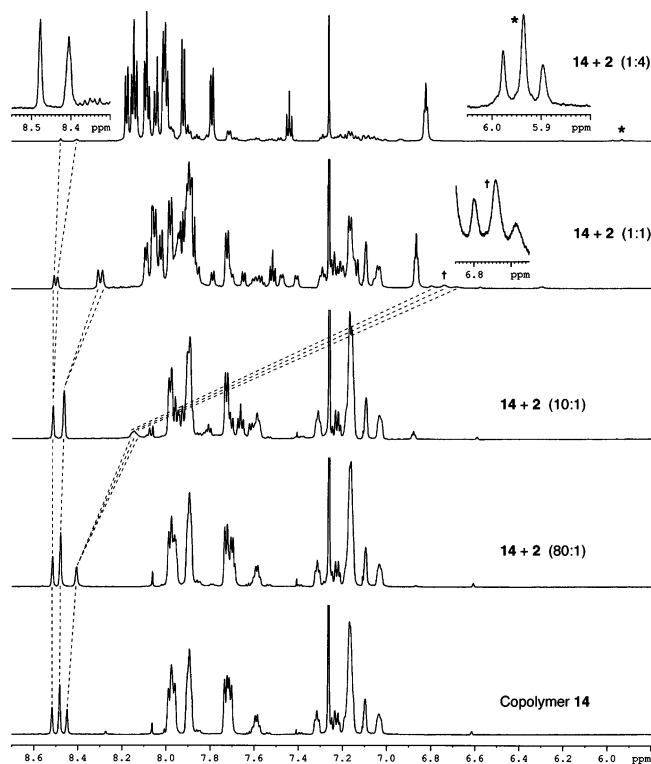 *
14 + 2 (1:4)
8.5 8.4 ppm
6.0 5.9 ppm
*
†
14 + 2 (1:1)
6.8 ppm
†
14 + 2 (10:1)
14 + 2 (80:1)
Copolymer 14
8.6 8.4 8.2 8.0 7.8 7.6 7.4 7.2 7.0 6.8 6.6 6.4 6.2 6.0 ppm